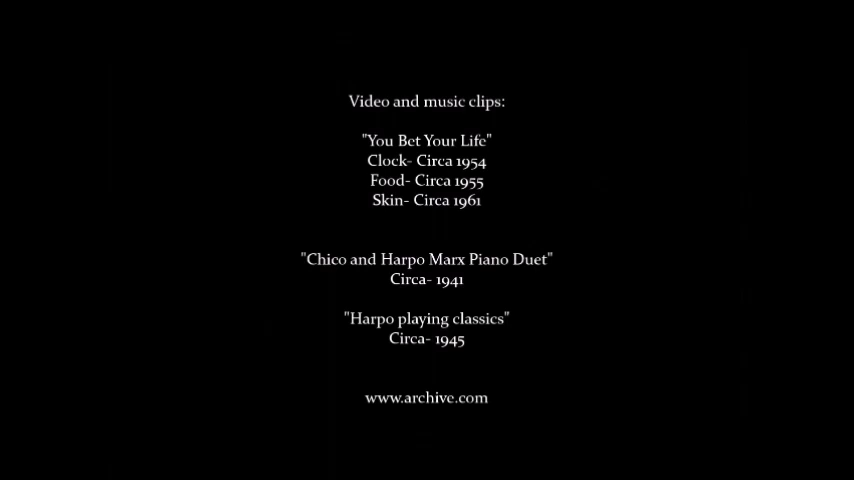 Video and music clips:
"You Bet Your Life"
Clock- Circa 1954
Food- Circa 1955
Skin- Circa 1961
"Chico and Harpo Marx Piano Duet"
Circa- 1941
"Harpo playing classics"
Circa- 1945
www.archive.com